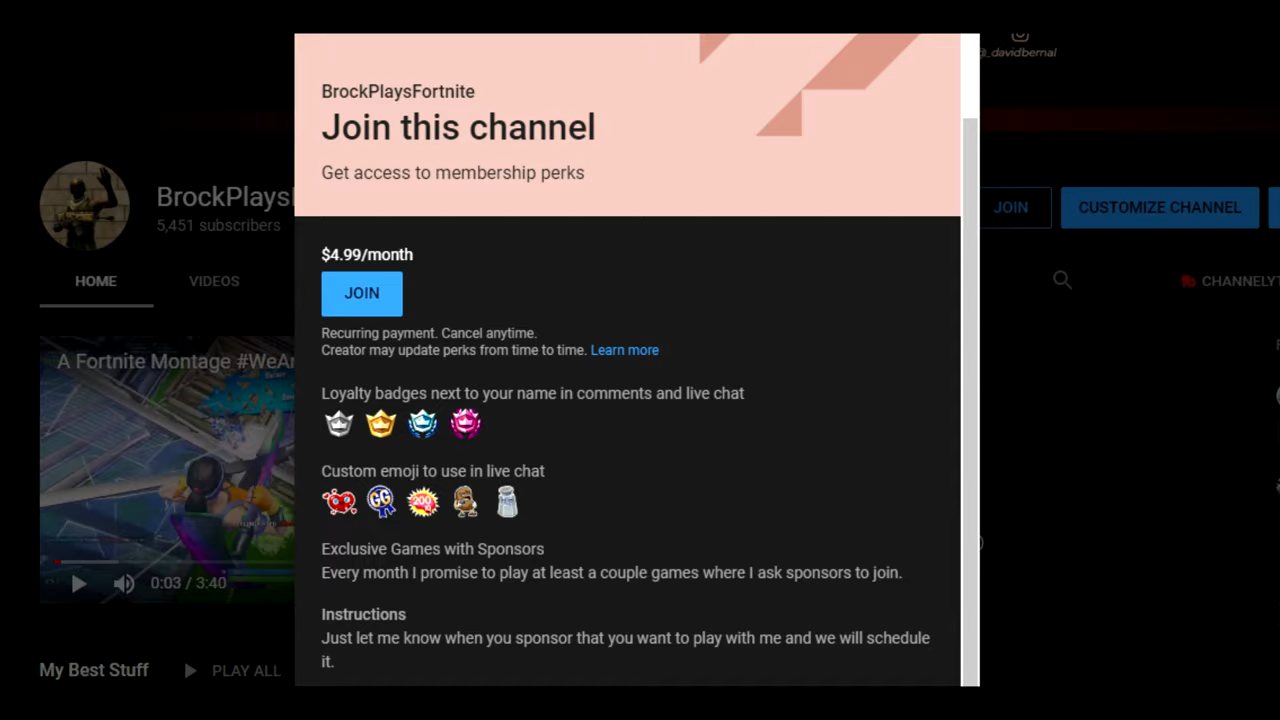 @_davidbernal
BrockPlaysFortnite
Join this channel
Get access to membership perks
BrockPlaysF
5,451 subscribers
JOIN
CUSTOMIZE CHANNEL
HOME
VIDEOS
CHANNELYT
$4.99/month
JOIN
Recurring payment. Cancel anytime.
Creator may update perks from time to time. Learn more
A Fortnite Montage #WeAr
Loyalty badges next to your name in comments and live chat
Custom emoji to use in live chat
GG
200
Exclusive Games with Sponsors
Every month I promise to play at least a couple games where I ask sponsors to join.
0:03 / 3:40
Instructions
Just let me know when you sponsor that you want to play with me and we will schedule
it.
My Best Stuff
PLAY ALL